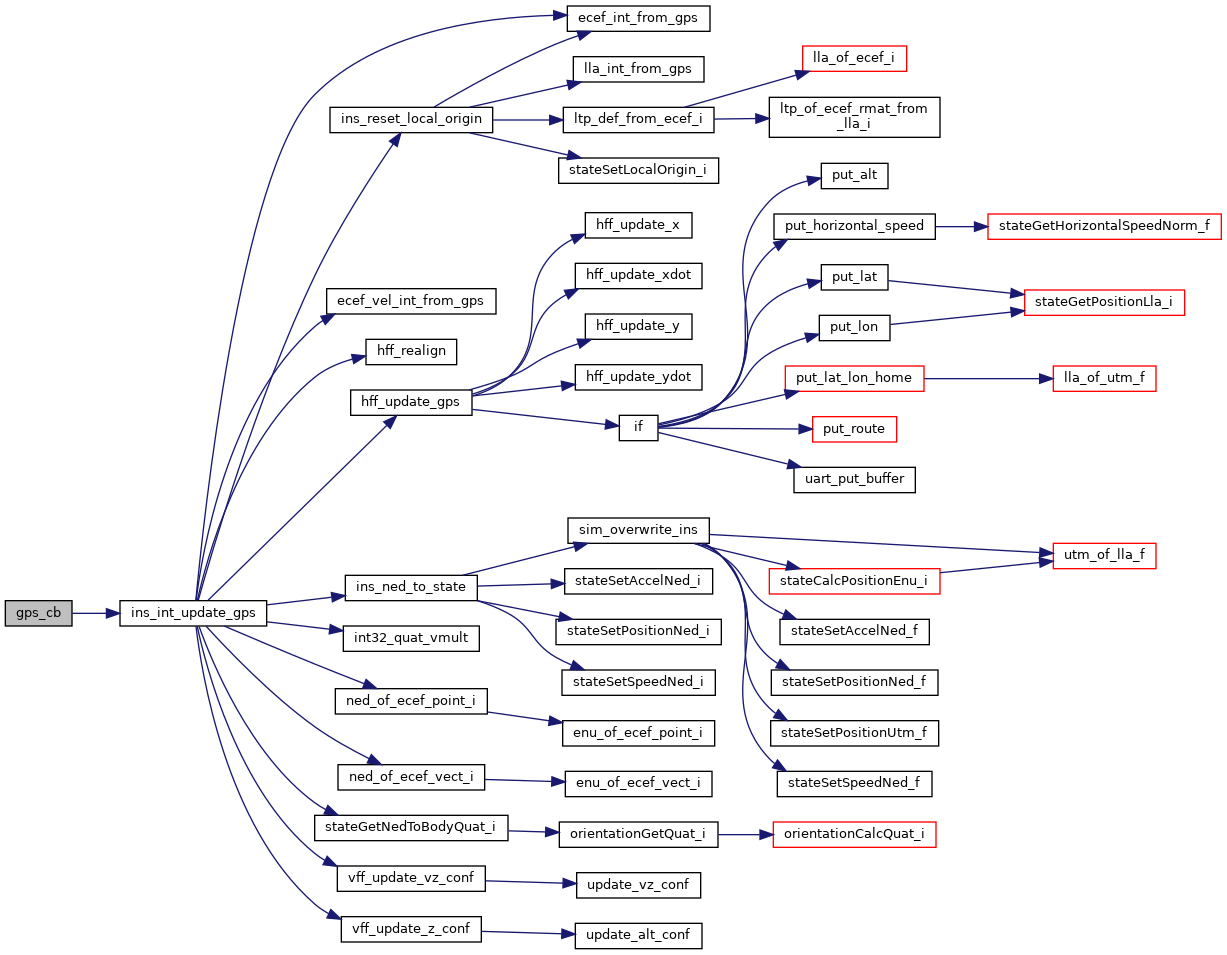 ecef_int_from_gps
lla_of_ecef_i
lla_int_from_gps
ins_reset_local_origin
ltp_def_from_ecef_i
ltp_of_ecef_rmat_from
_lla_i
stateSetLocalOrigin_i
put_alt
hff_update_x
put_horizontal_speed
stateGetHorizontalSpeedNorm_f
hff_update_xdot
put_lat
ecef_vel_int_from_gps
stateGetPositionLla_i
hff_update_y
put_lon
hff_realign
hff_update_ydot
put_lat_lon_home
lla_of_utm_f
hff_update_gps
if
put_route
uart_put_buffer
sim_overwrite_ins
utm_of_lla_f
ins_ned_to_state
stateSetAccelNed_i
stateCalcPositionEnu_i
gps_cb
ins_int_update_gps
int32_quat_vmult
stateSetPositionNed_i
stateSetAccelNed_f
stateSetSpeedNed_i
stateSetPositionNed_f
ned_of_ecef_point_i
enu_of_ecef_point_i
stateSetPositionUtm_f
ned_of_ecef_vect_i
enu_of_ecef_vect_i
stateSetSpeedNed_f
stateGetNedToBodyQuat_i
orientationGetQuat_i
orientationCalcQuat_i
vff_update_vz_conf
update_vz_conf
vff_update_z_conf
update_alt_conf